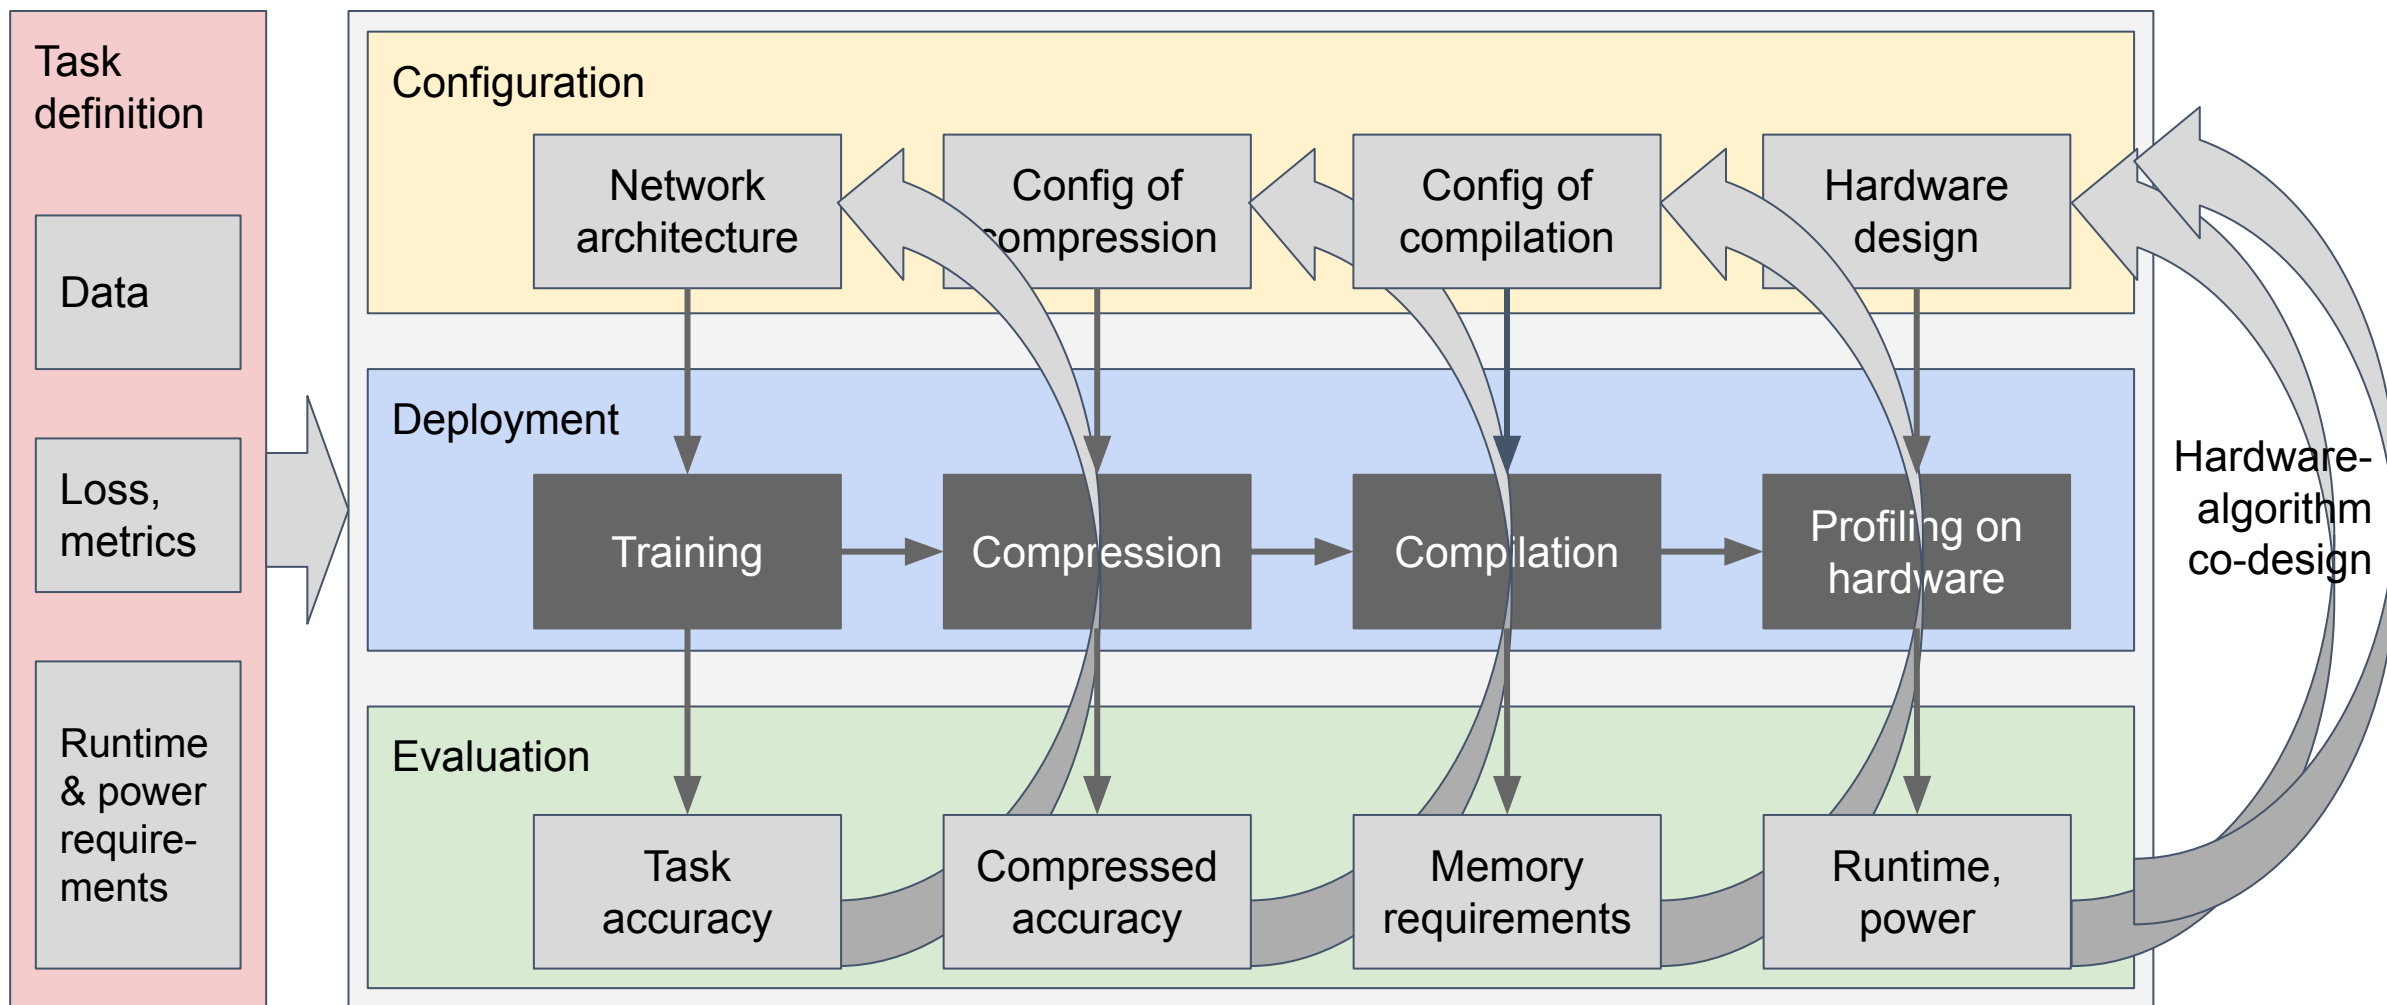 Task
definition
Data
Loss,
metrics
Runtime
& power
require-
ments
Configuration
Network
architecture
Config of
compression
Config of
compilation
Hardware
design
Deployment
Training
Compression
Compilation
Profiling on
hardware
Hardware-
algorithm
co-design
Evaluation
Task
accuracy
Compressed
accuracy
Memory
requirements
Runtime,
power